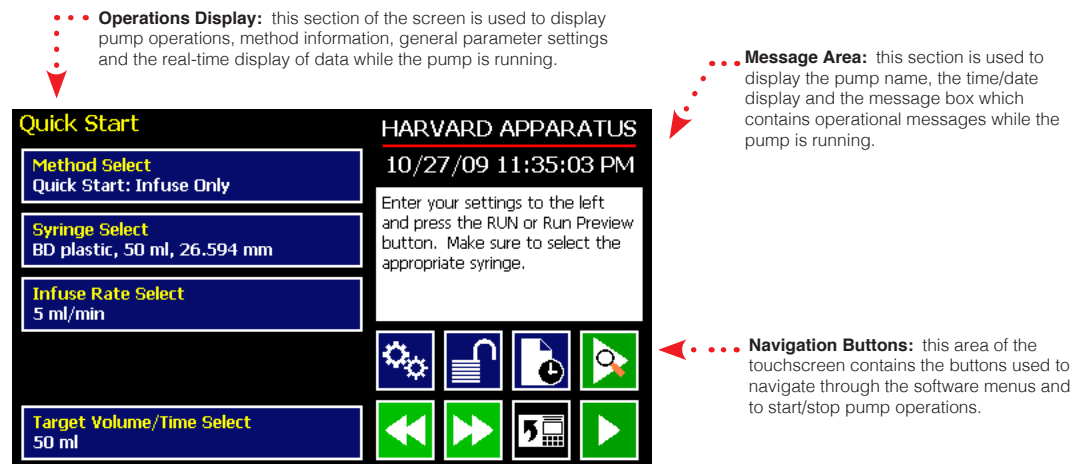 Operations Display: this section of the screen is used to display
pump operations, method information, general parameter settings
and the real-time display of data while the pump is running.
Message Area: this section is used to
display the pump name, the time/date
display and the message box which
contains operational messages while the
pump is running.
Quick Start
Method Select
Quick Start: Infuse Only
Syringe Select
BD plastic, 50 ml, 26.594 mm
Infuse Rate Select
5 ml/min
Target Volume/Time Select
50 ml
HARVARD APPARATUS
10/27/09 11:35:03 PM
Enter your settings to the left
and press the RUN or Run Preview
button. Make sure to select the
appropriate syringe.
Navigation Buttons: this area of the
touchscreen contains the buttons used to
navigate through the software menus and
to start/stop pump operations.